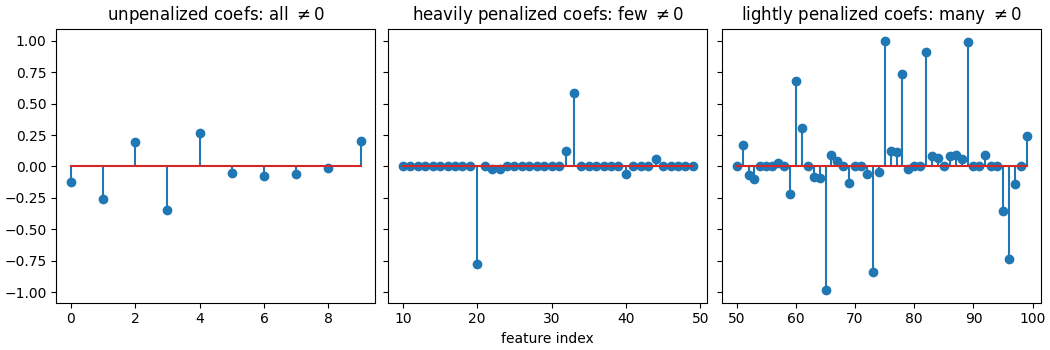 unpenalized coefs: all ≠0
heavily penalized coefs: few ≠0
lightly penalized coefs: many ≠0
1.00
0.75
0.50
0.25
0.00
−0.25
−0.50
−0.75
−1.00
0 2 4 6 8
10 20 30 40 50
50 60 70 80 90 100
feature index